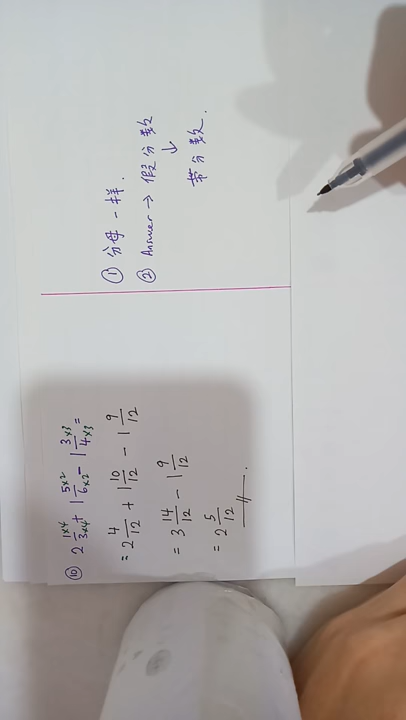 ① 分母一样.
② Answer → 假分数
↓
带分数.
⑩ 2 1×4/3×4 + 1 5×2/6×2 - 1 3×3/4×3 =
= 2 4/12 + 1 10/12 - 1 9/12
= 3 14/12 - 1 9/12
= 2 5/12